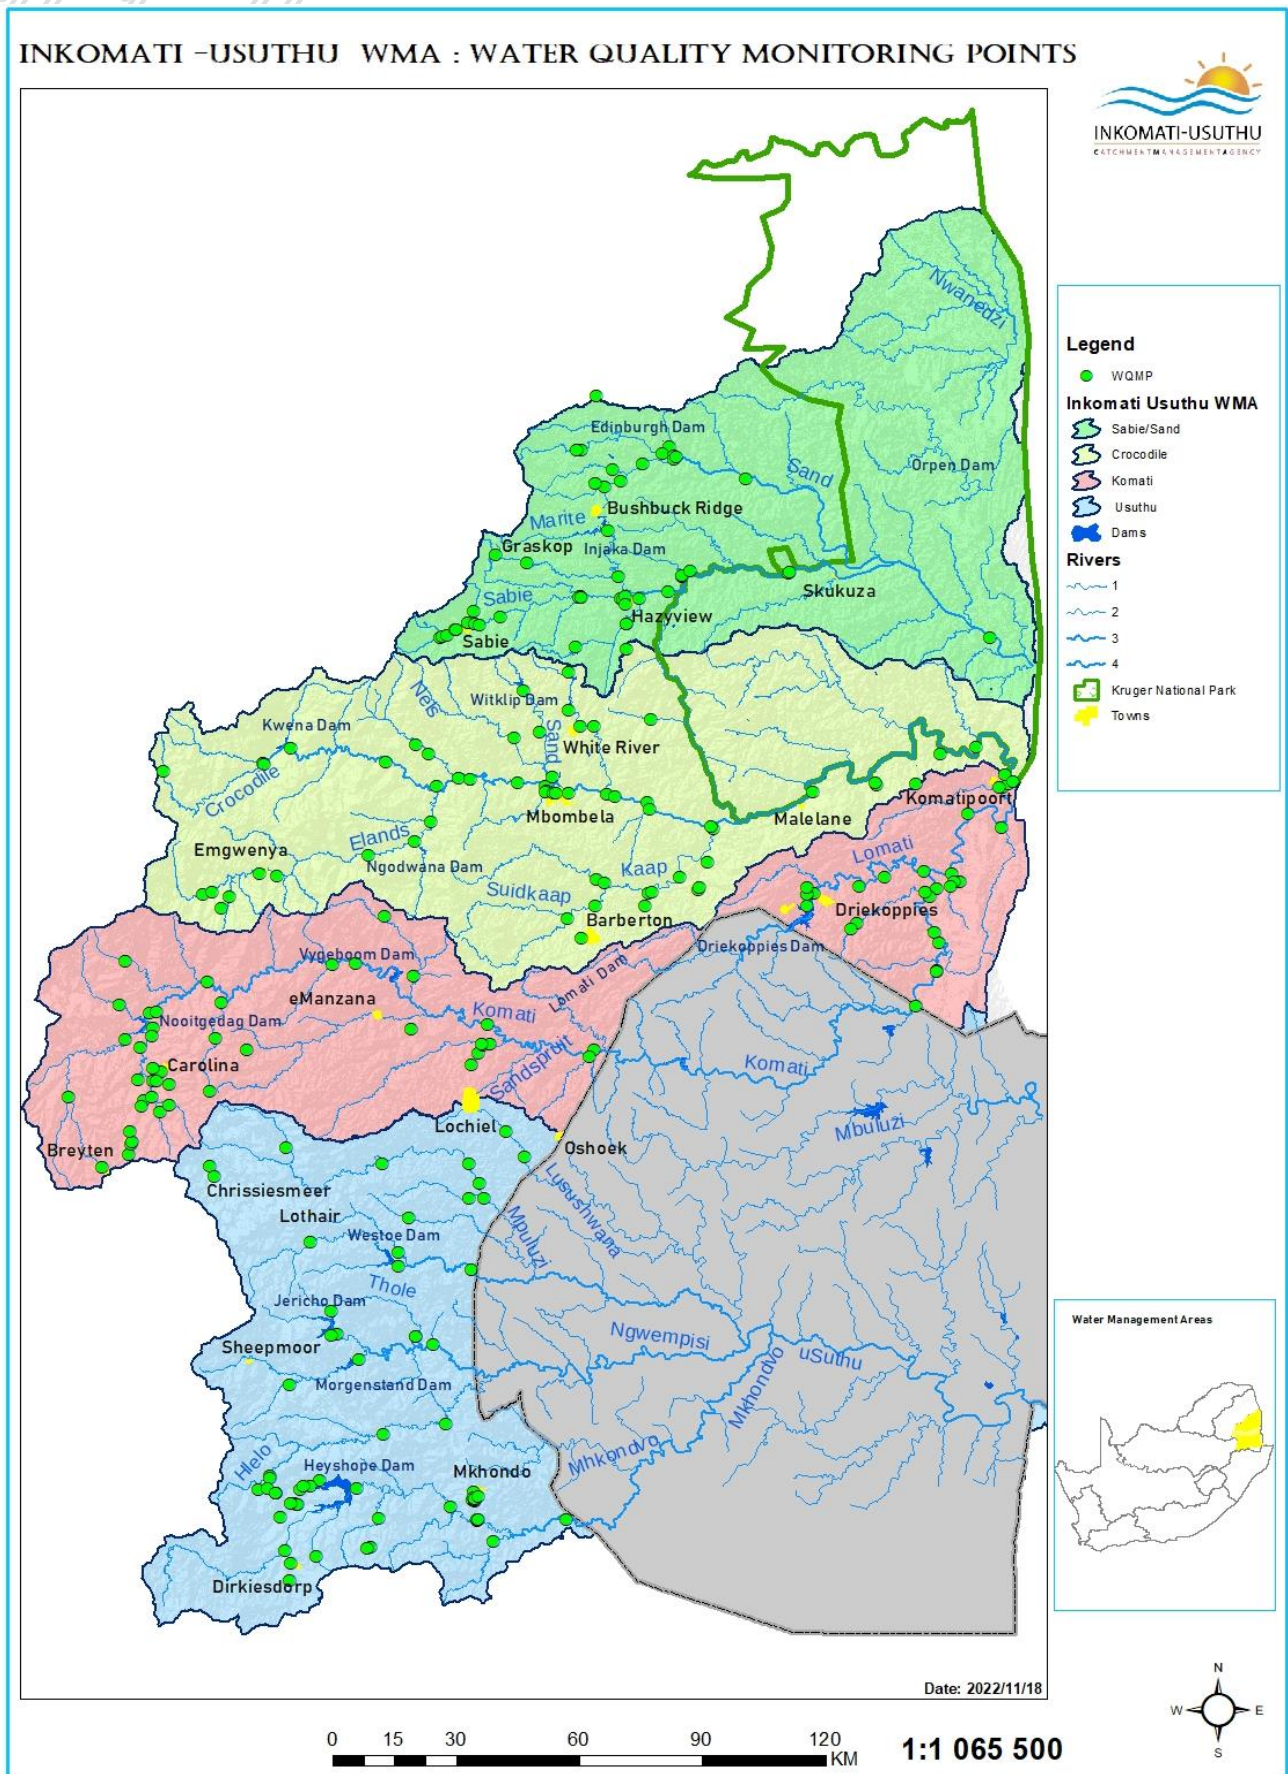 INKOMATI -USUTHU WMA : WATER QUALITY MONITORING POINTS
INKOMATI-USUTHU
CATCHMENT MANAGEMENT AGENCY
Nwanedzi
Legend
WQMP
Inkomati Usuthu WMA
Sabie/Sand
Crocodile
Komati
Usuthu
Dams
Rivers
1
2
3
4
Kruger National Park
Towns
Edinburgh Dam
Sand
Orpen Dam
Bushbuck Ridge
Marite
Graskop
Injaka Dam
Skukuza
Sabie
Hazyview
Sabie
Nels
Witklip Dam
Kwena Dam
Sand
White River
Crocodile
Mbombela
Komatipoort
Malelane
Elands
Emgwenya
Ngodwana Dam
Kaap
Lomati
Suidkaap
Barberton
Driekoppies
Driekoppies Dam
Vygeboom Dam
Lomati Dam
eManzana
Komati
Nooitgedag Dam
Carolina
Sandspruit
Komati
Lochiel
Mbuluzi
Breyten
Oshoek
Chrissiesmeer
Lusushwana
Lothair
Mpuluzi
Westoe Dam
Thole
Jericho Dam
Sheepmoor
Ngwempisi
uSuthu
Morgenstand Dam
Mkhondvo
Hlelo
Heyshope Dam
Mkhondo
Mhkondvo
Dirkiesdorp
Water Management Areas
Date: 2022/11/18
N
W
E
S
0 15 30 60 90 120
KM
1:1 065 500